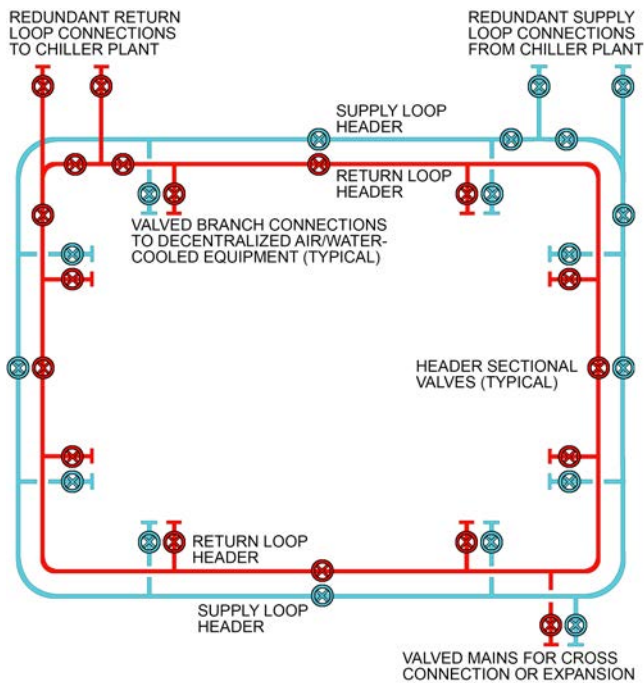 REDUNDANT RETURN
LOOP CONNECTIONS
TO CHILLER PLANT
REDUNDANT SUPPLY
LOOP CONNECTIONS
FROM CHILLER PLANT
SUPPLY LOOP
HEADER
RETURN LOOP
HEADER
VALVED BRANCH CONNECTIONS
TO DECENTRALIZED AIR/WATER-
COOLED EQUIPMENT (TYPICAL)
HEADER SECTIONAL
VALVES (TYPICAL)
RETURN LOOP
HEADER
SUPPLY LOOP
HEADER
VALVED MAINS FOR CROSS
CONNECTION OR EXPANSION